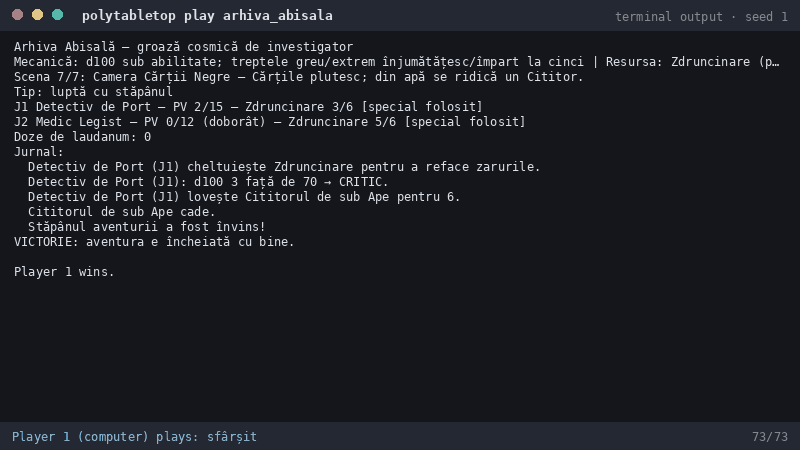 polytabletop play arhiva_abisala
terminal output · seed 1
Arhiva Abisală — groază cosmică de investigator
Mecanică: d100 sub abilitate; treptele greu/extrem înjumătățesc/împart la cinci | Resursa: Zdruncinare (p…
Scena 7/7: Camera Cărții Negre — Cărțile plutesc; din apă se ridică un Cititor.
Tip: luptă cu stăpânul
J1 Detectiv de Port — PV 2/15 — Zdruncinare 3/6 [special folosit]
J2 Medic Legist — PV 0/12 (doborât) — Zdruncinare 5/6 [special folosit]
Doze de laudanum: 0
Jurnal:
Detectiv de Port (J1) cheltuiește Zdruncinare pentru a reface zarurile.
Detectiv de Port (J1): d100 3 față de 70 → CRITIC.
Detectiv de Port (J1) lovește Cititorul de sub Ape pentru 6.
Cititorul de sub Ape cade.
Stăpânul aventurii a fost învins!
VICTORIE: aventura e încheiată cu bine.
Player 1 wins.
Player 1 (computer) plays: sfârșit
73/73